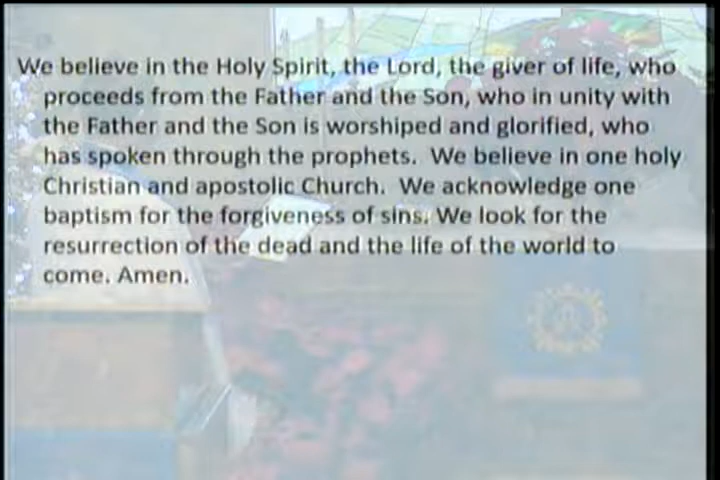 We believe in the Holy Spirit, the Lord, the giver of life, who
proceeds from the Father and the Son, who in unity with
the Father and the Son is worshiped and glorified, who
has spoken through the prophets.  We believe in one holy
Christian and apostolic Church.  We acknowledge one
baptism for the forgiveness of sins. We look for the
resurrection of the dead and the life of the world to
come. Amen.